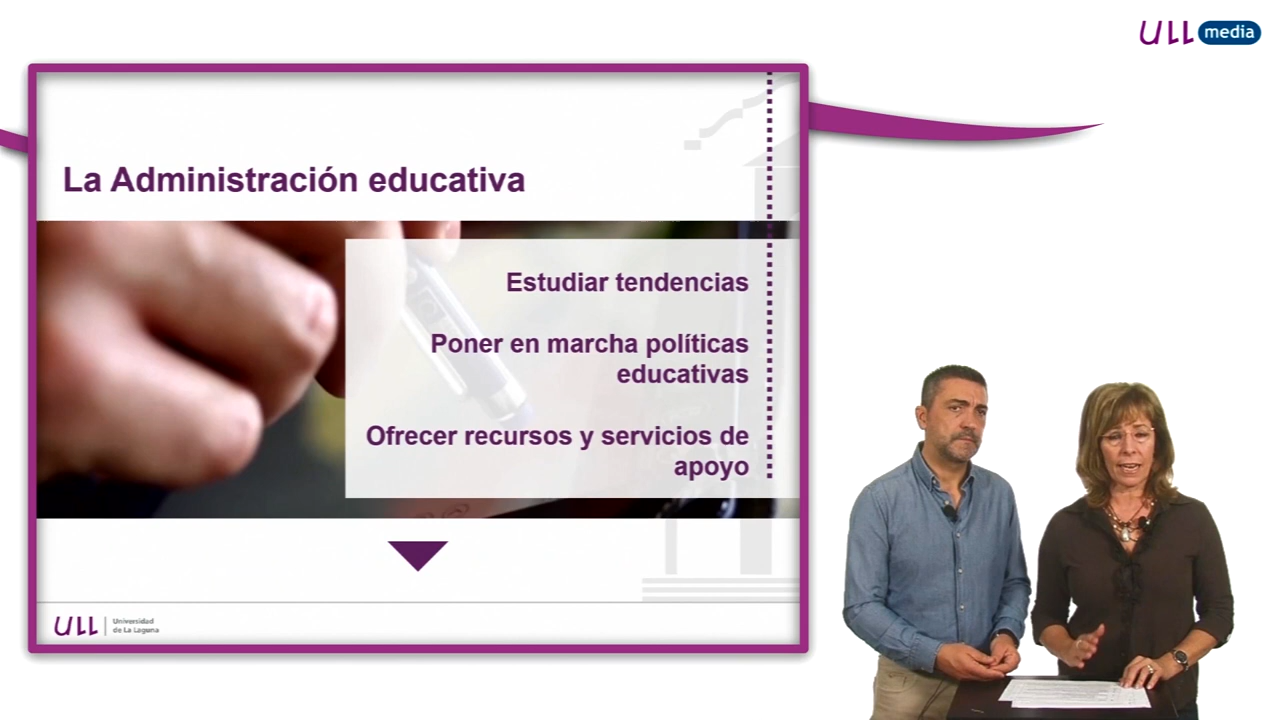 ULL media
La Administración educativa
Estudiar tendencias
Poner en marcha políticas
educativas
Ofrecer recursos y servicios de
apoyo
ULL
Universidad
de La Laguna